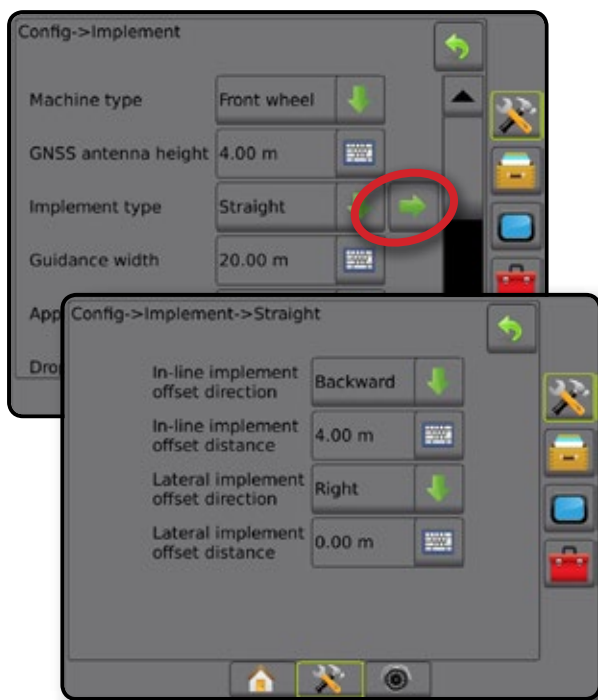 Config->Implement
Machine type Front wheel
GNSS antenna height 4.00 m
Implement type Straight
Guidance width 20.00 m
App
Dro
Config->Implement->Straight
In-line implement
offset direction
Backward
In-line implement
offset distance
4.00 m
Lateral implement
offset direction
Right
Lateral implement
offset distance
0.00 m